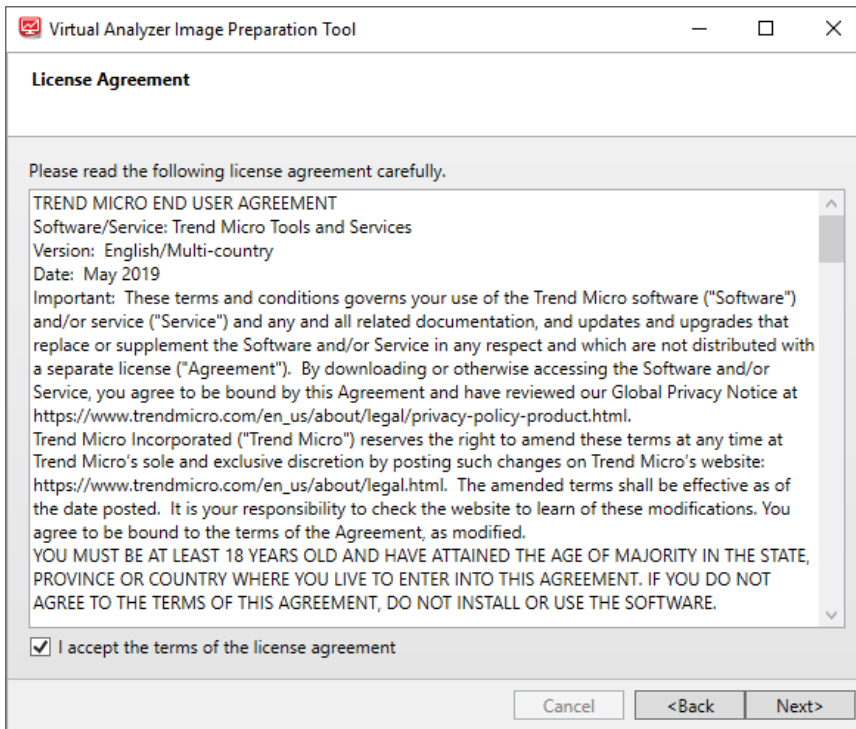 Virtual Analyzer Image Preparation Tool
License Agreement
Please read the following license agreement carefully.
TREND MICRO END USER AGREEMENT
Software/Service: Trend Micro Tools and Services
Version:  English/Multi-country
Date:  May 2019
Important:  These terms and conditions governs your use of the Trend Micro software ("Software")
and/or service ("Service") and any and all related documentation, and updates and upgrades that
replace or supplement the Software and/or Service in any respect and which are not distributed with
a separate license ("Agreement").  By downloading or otherwise accessing the Software and/or
Service, you agree to be bound by this Agreement and have reviewed our Global Privacy Notice at
https://www.trendmicro.com/en_us/about/legal/privacy-policy-product.html.
Trend Micro Incorporated ("Trend Micro") reserves the right to amend these terms at any time at
Trend Micro's sole and exclusive discretion by posting such changes on Trend Micro's website:
https://www.trendmicro.com/en_us/about/legal.html.  The amended terms shall be effective as of
the date posted.  It is your responsibility to check the website to learn of these modifications. You
agree to be bound to the terms of the Agreement, as modified.
YOU MUST BE AT LEAST 18 YEARS OLD AND HAVE ATTAINED THE AGE OF MAJORITY IN THE STATE,
PROVINCE OR COUNTRY WHERE YOU LIVE TO ENTER INTO THIS AGREEMENT. IF YOU DO NOT
AGREE TO THE TERMS OF THIS AGREEMENT, DO NOT INSTALL OR USE THE SOFTWARE.
I accept the terms of the license agreement
Cancel
<Back
Next>